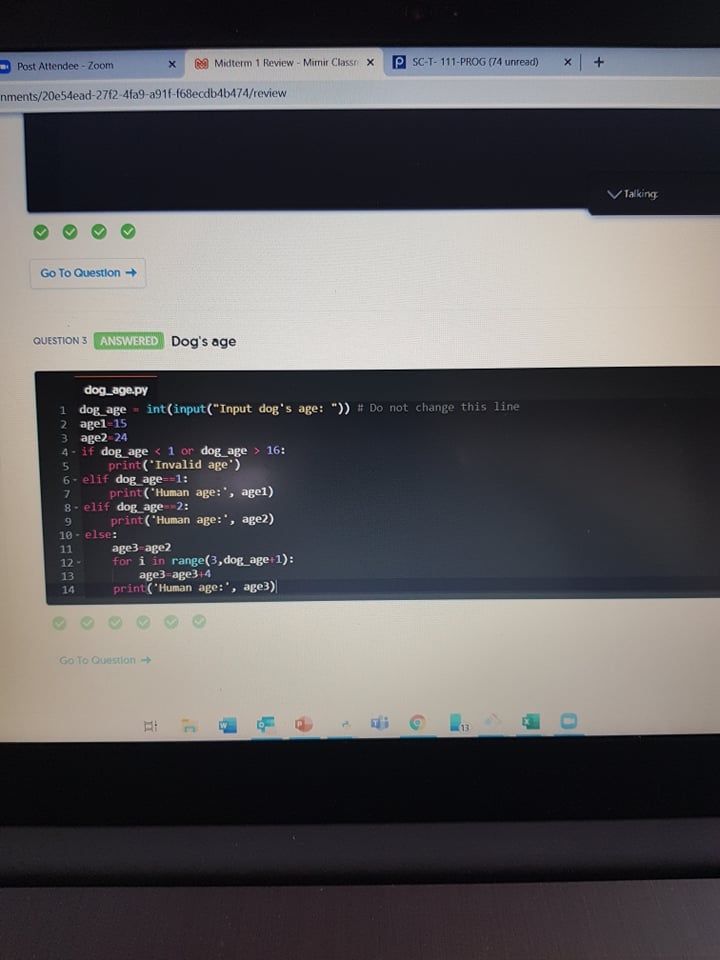 Post Attendee - Zoom
Midterm 1 Review - Mimir Classr
SC-T- 111-PROG (74 unread)
nments/20e54ead-27f2-4fa9-a91f-f68ecdb4b474/review
Talking:
Go To Question →
QUESTION 3 ANSWERED Dog's age
dog_age.py
1 dog_age = int(input("Input dog's age: ")) # Do not change this line
2 age1=15
3 age2=24
4 if dog_age < 1 or dog_age > 16:
5 print('Invalid age')
6 elif dog_age==1:
7 print('Human age:', age1)
8 elif dog_age==2:
9 print('Human age:', age2)
10 else:
11 age3=age2
12 for i in range(3,dog_age+1):
13 age3=age3+4
14 print('Human age:', age3)
Go To Question →
13